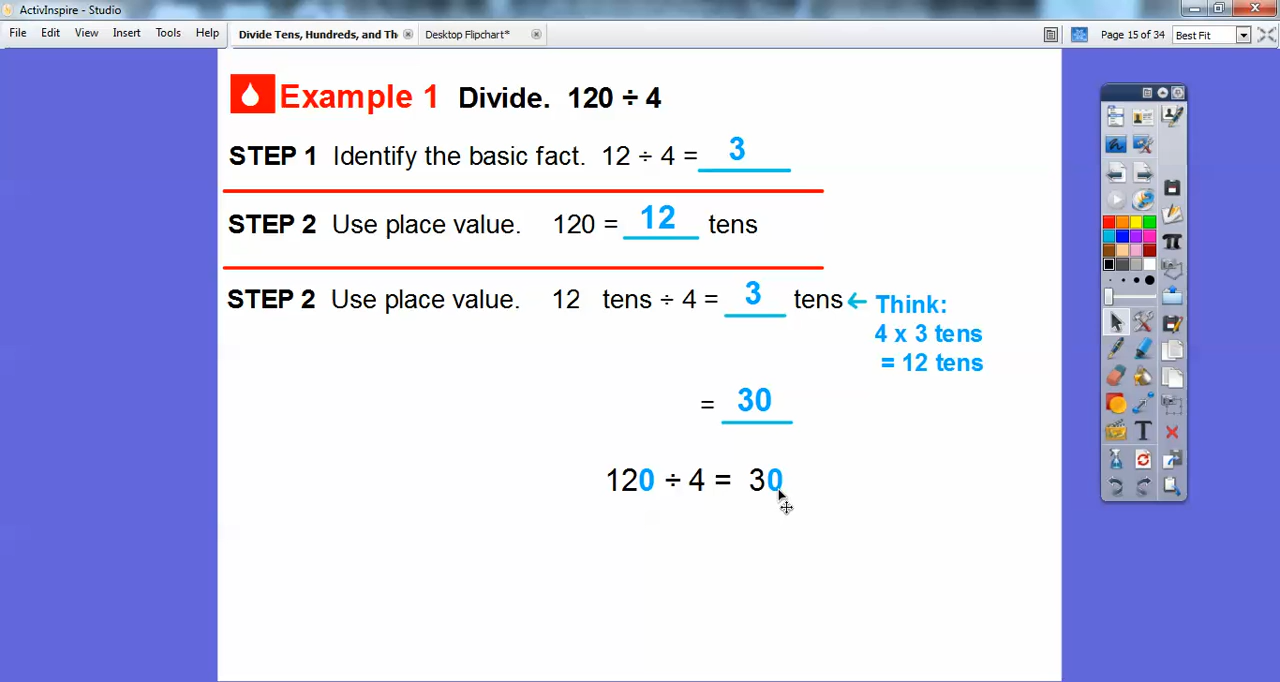 ActivInspire - Studio
File Edit View Insert Tools Help
Divide Tens, Hundreds, and Th
Desktop Flipchart*
Page 15 of 34
Best Fit
Example 1 Divide. 120 ÷ 4
STEP 1 Identify the basic fact. 12 ÷ 4 = 3
STEP 2 Use place value. 120 = 12 tens
STEP 2 Use place value. 12 tens ÷ 4 = 3 tens
Think:
4 x 3 tens
= 12 tens
= 30
120 ÷ 4 = 30